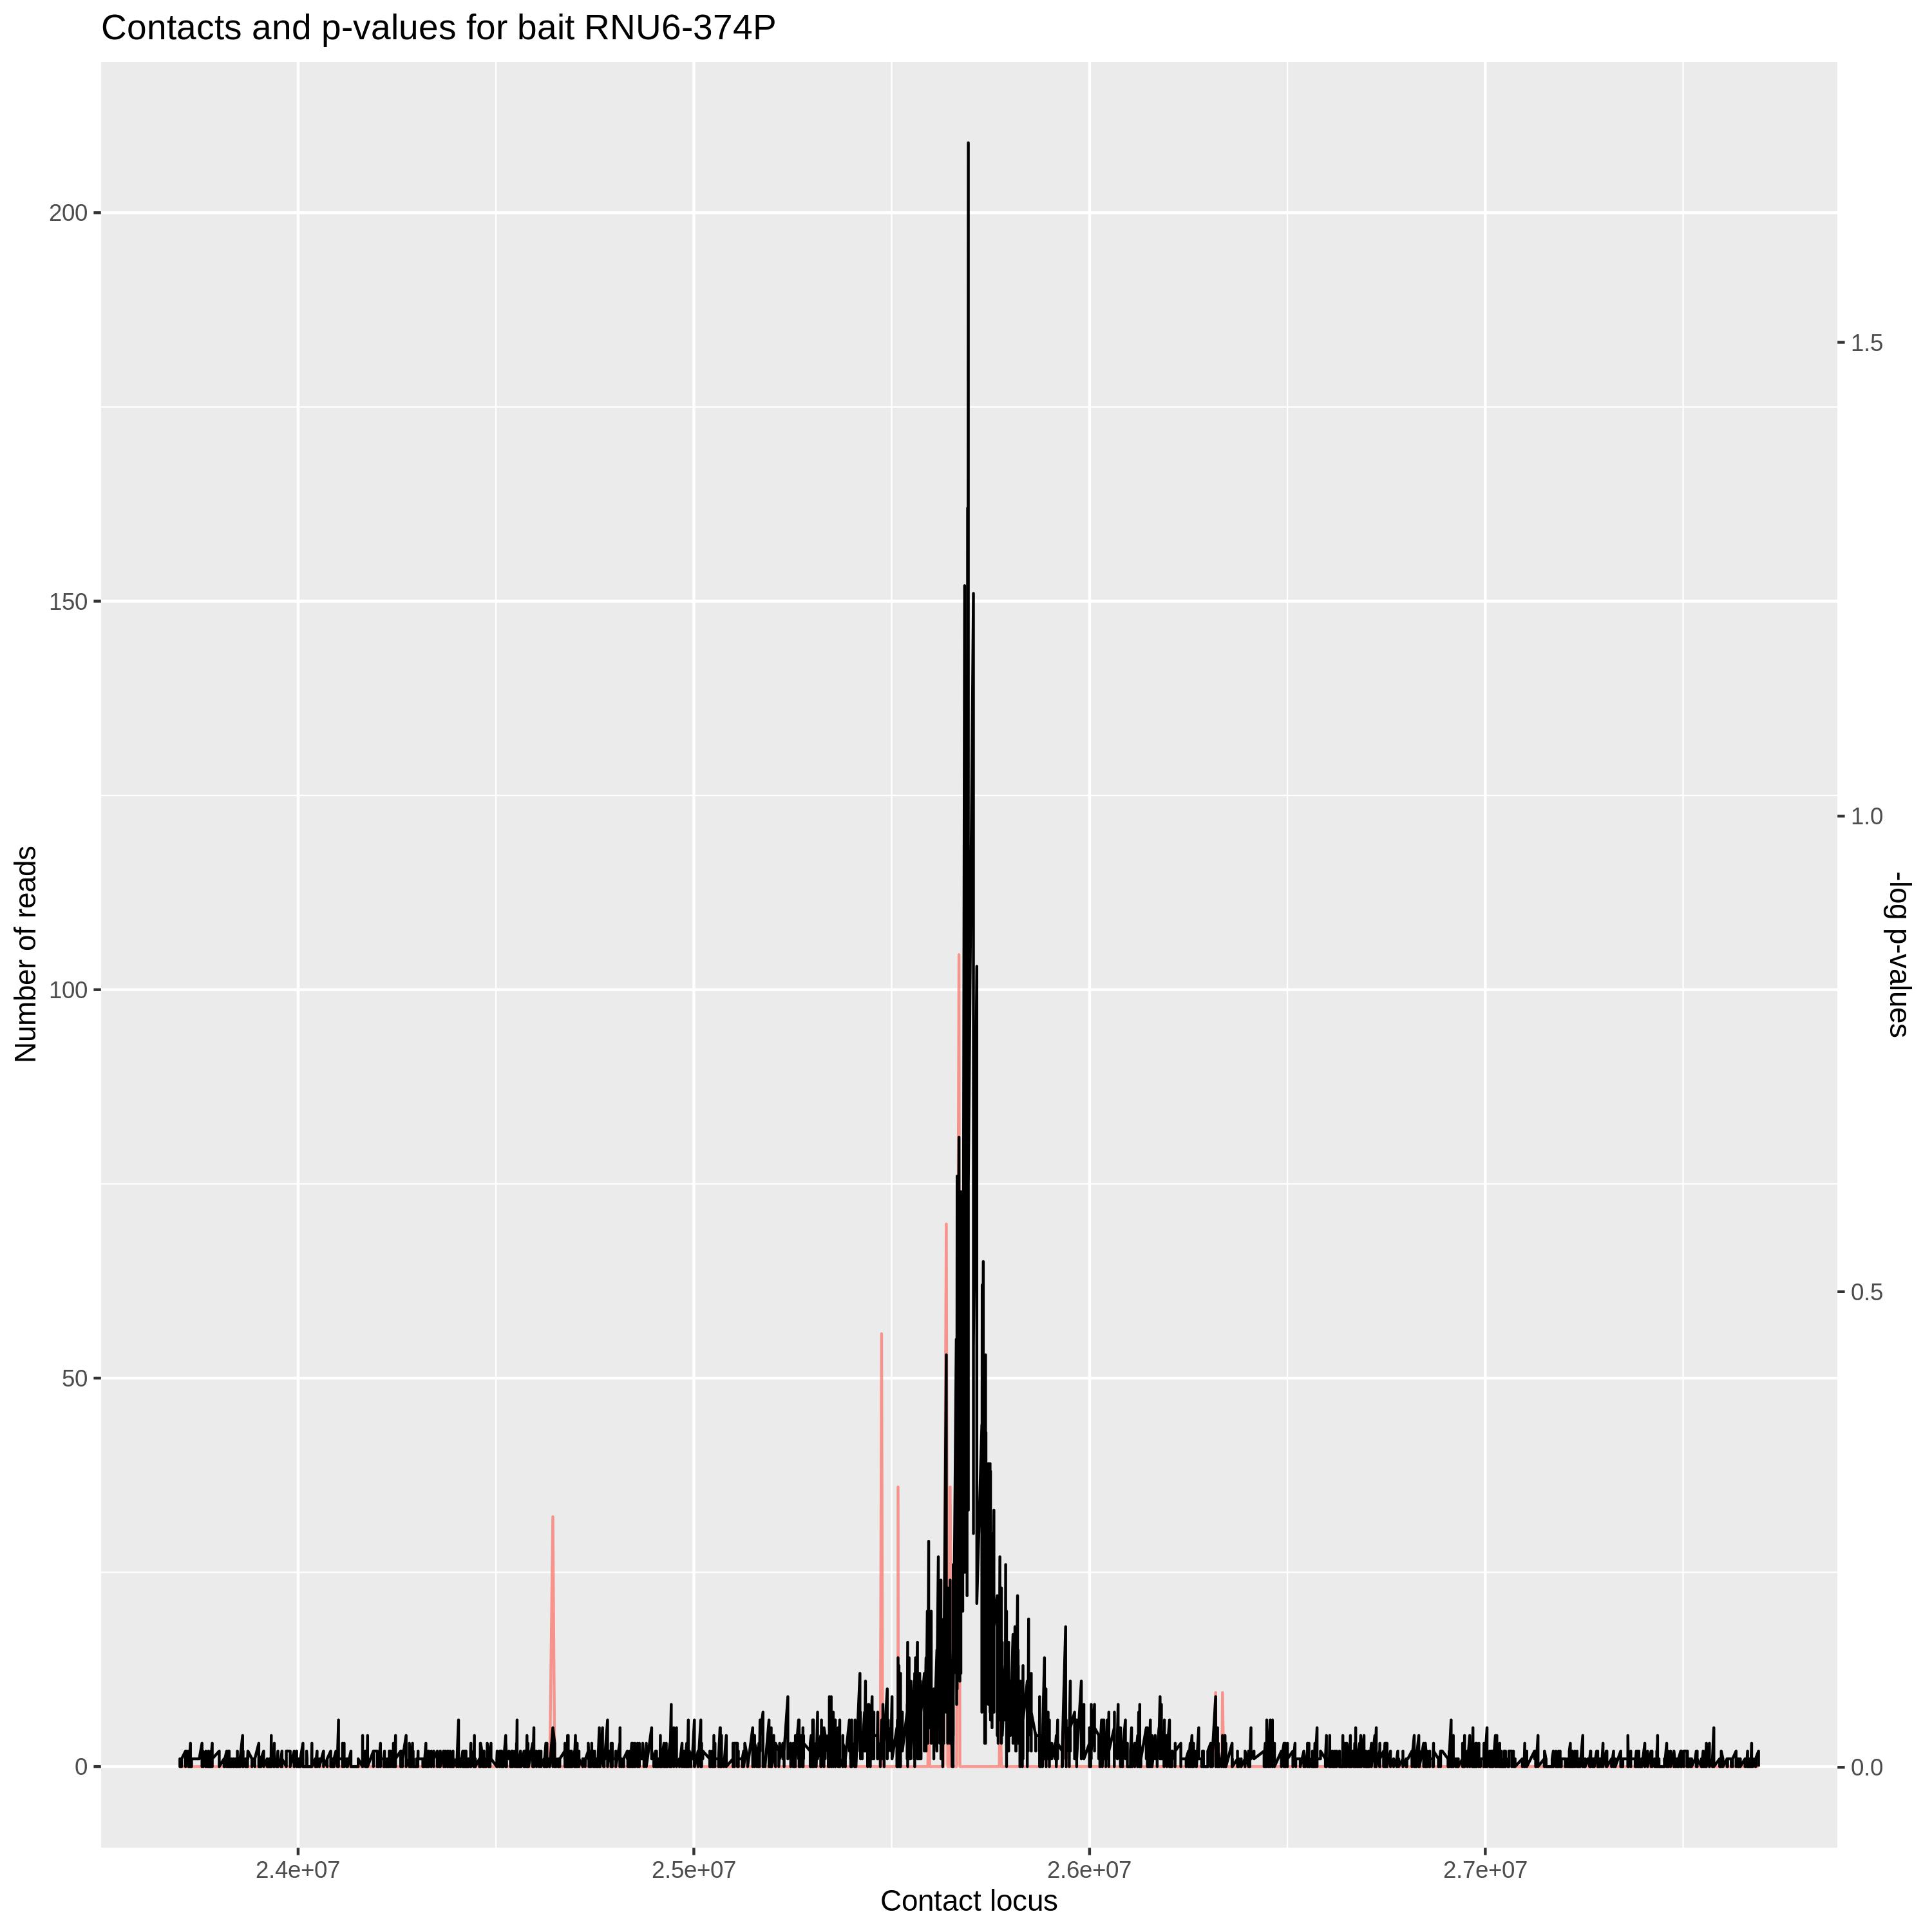 Contacts and p-values for bait RNU6-374P
Number of reads
200
150
100
50
0
1.5
1.0
0.5
0.0
-log p-values
2.4e+07 2.5e+07 2.6e+07 2.7e+07
Contact locus